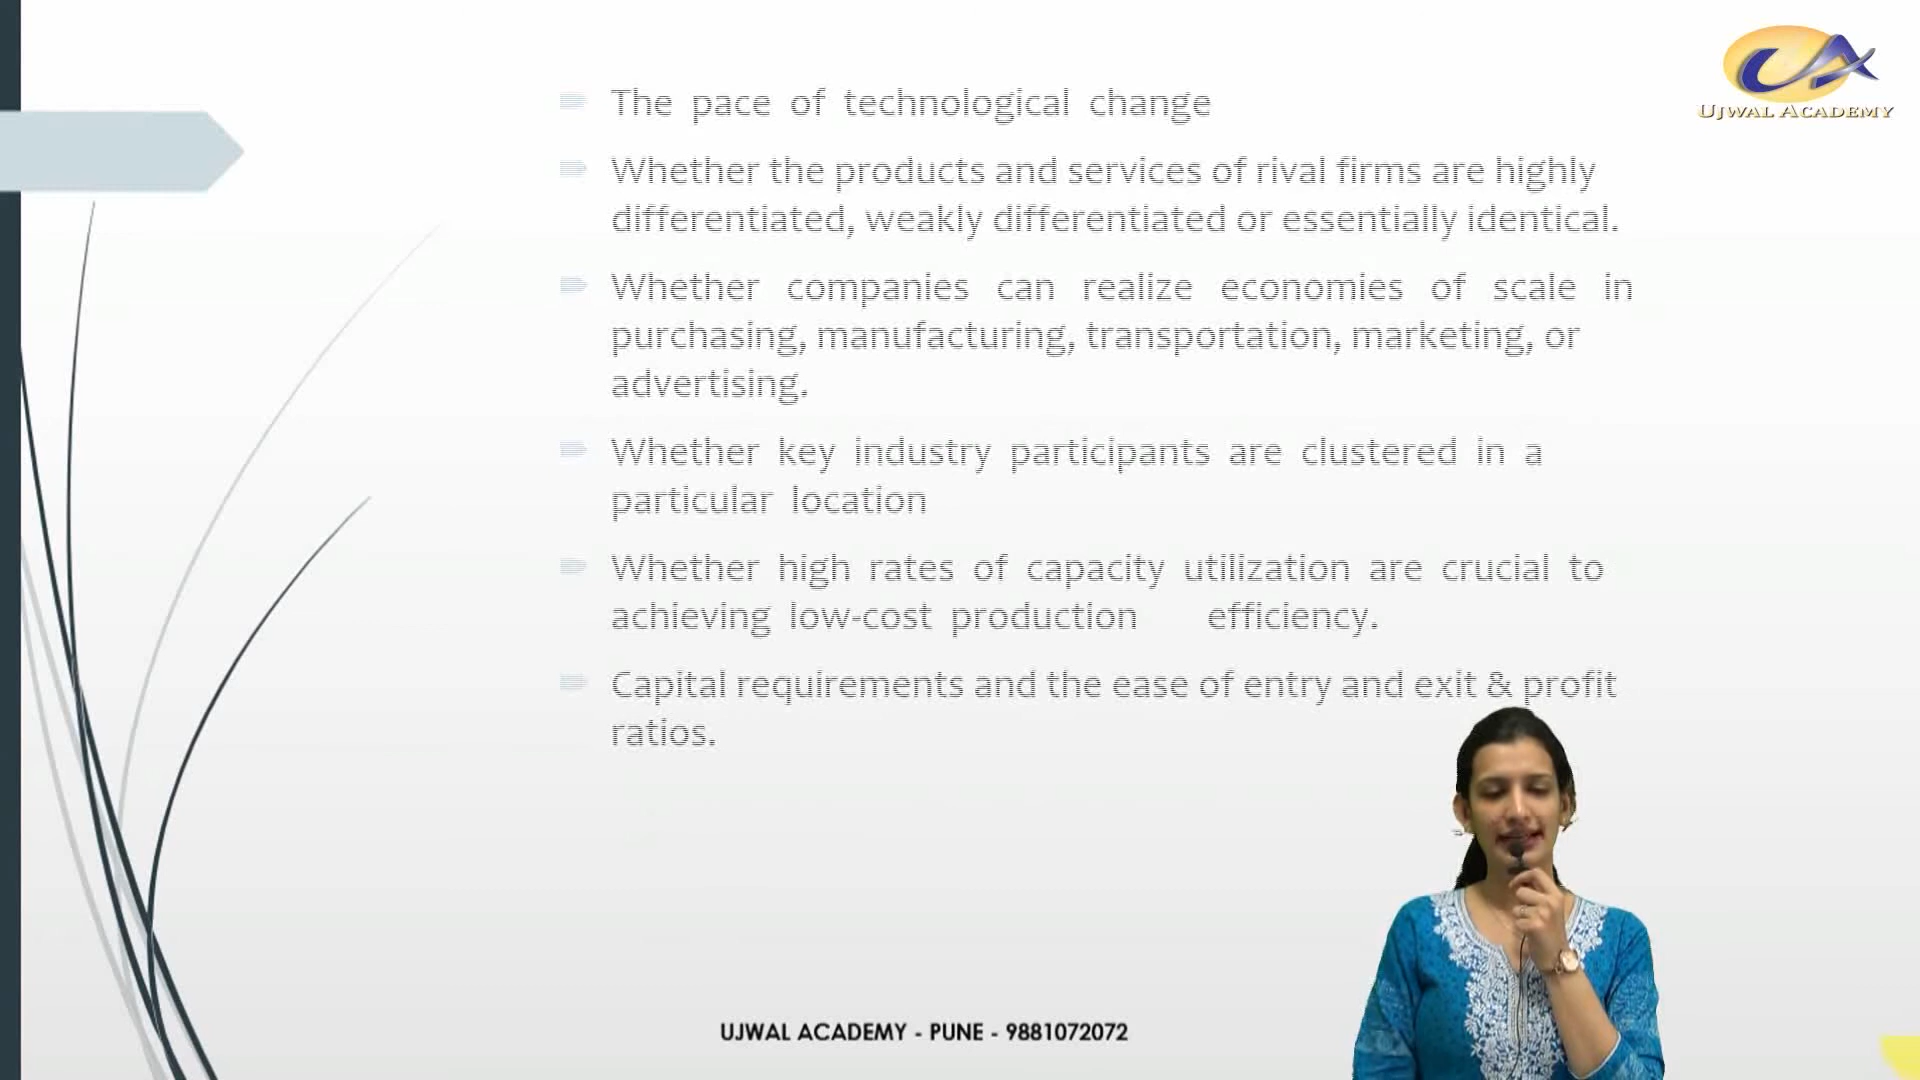 UJWAL ACADEMY
The pace of technological change
Whether the products and services of rival firms are highly
differentiated, weakly differentiated or essentially identical.
Whether companies can realize economies of scale in
purchasing, manufacturing, transportation, marketing, or
advertising.
Whether key industry participants are clustered in a
particular location
Whether high rates of capacity utilization are crucial to
achieving low-cost production efficiency.
Capital requirements and the ease of entry and exit & profit
ratios.
UJWAL ACADEMY - PUNE - 9881072072